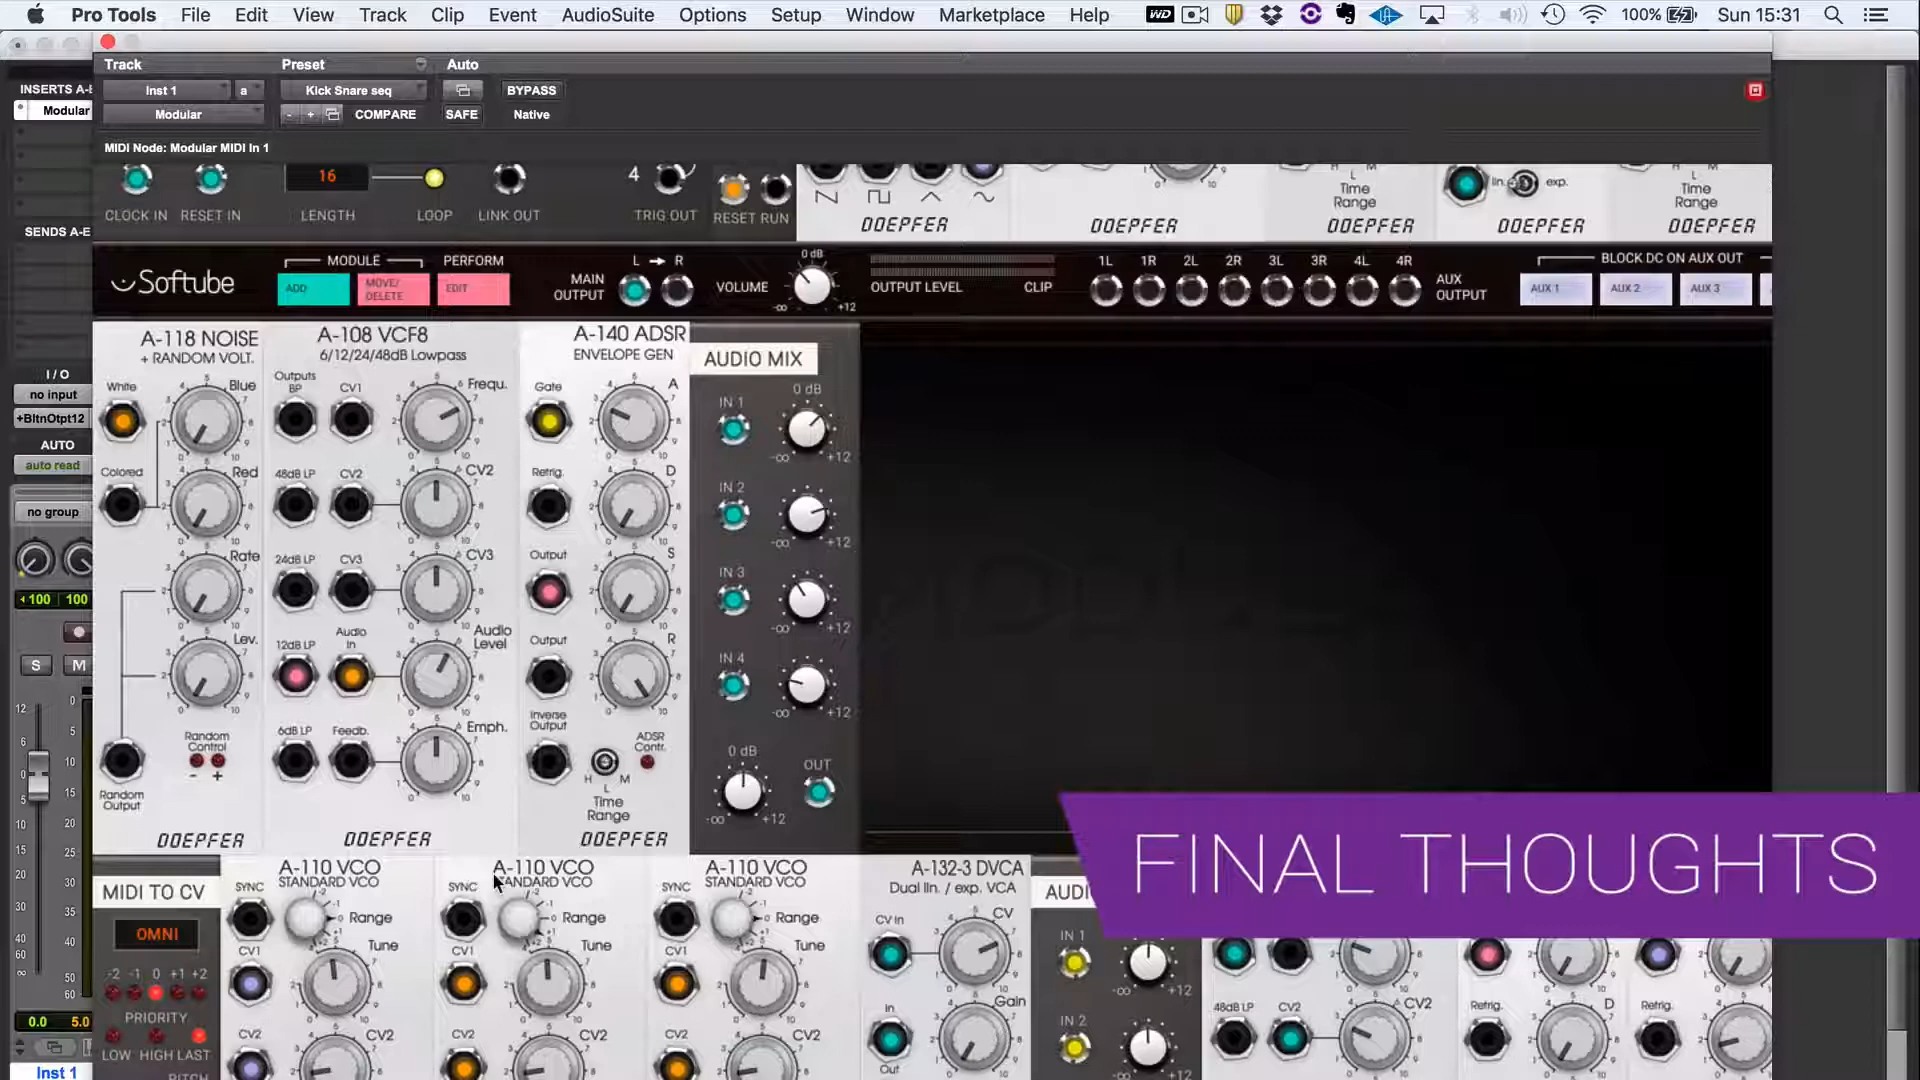 Pro Tools File Edit View Track Clip Event AudioSuite Options Setup Window Marketplace Help 100% Sun 15:31
Track Preset Auto
INSERTS A-E
Inst 1 a Kick Snare seq BYPASS
Modular Modular - + COMPARE SAFE Native
MIDI Node: Modular MIDI In 1
16 4
CLOCK IN RESET IN LENGTH LOOP LINK OUT TRIG OUT RESET RUN
L M
Time Range
lin. exp.
L M
Time Range
DOEPFER DOEPFER DOEPFER DOEPFER DOEPFER
SENDS A-E
Softube
MODULE PERFORM
ADD MOVE/DELETE EDIT
MAIN OUTPUT L R
VOLUME 0 dB -∞ +12
OUTPUT LEVEL CLIP
1L 1R 2L 2R 3L 3R 4L 4R
AUX OUTPUT
BLOCK DC ON AUX OUT
AUX 1 AUX 2 AUX 3
I / O
no input
+BltnOtpt12
AUTO
auto read
no group
100 100
S M
0.0 5.0
Inst 1
A-118 NOISE
+ RANDOM VOLT.
White Blue
Colored Red
Rate
Lev.
Random Control
- +
Random Output
DOEPFER
A-108 VCF8
6/12/24/48dB Lowpass
Outputs BP CV1 Frequ.
48dB LP CV2 CV2
24dB LP CV3 CV3
12dB LP Audio In Audio Level
6dB LP Feedb. Emph.
DOEPFER
A-140 ADSR
ENVELOPE GEN
Gate A
Retrig. D
Output S
Output R
Inverse Output
ADSR Contr.
H M
L
Time Range
DOEPFER
AUDIO MIX
0 dB
IN 1 -∞ +12
IN 2 -∞ +12
IN 3 -∞ +12
IN 4 -∞ +12
0 dB OUT
-∞ +12
FINAL THOUGHTS
MIDI TO CV
OMNI
-2 -1 0 +1 +2
PRIORITY
LOW HIGH LAST
A-110 VCO
STANDARD VCO
SYNC Range
CV1 Tune
CV2 CV2
A-110 VCO
STANDARD VCO
SYNC Range
CV1 Tune
CV2 CV2
A-110 VCO
STANDARD VCO
SYNC Range
CV1 Tune
CV2 CV2
A-132-3 DVCA
Dual lin. / exp. VCA
CV In CV
In Gain
Out
AUDIO
IN 1 -∞ +12
IN 2 -∞ +12
48dB LP CV2 CV2
Retrig. D
Retrig.